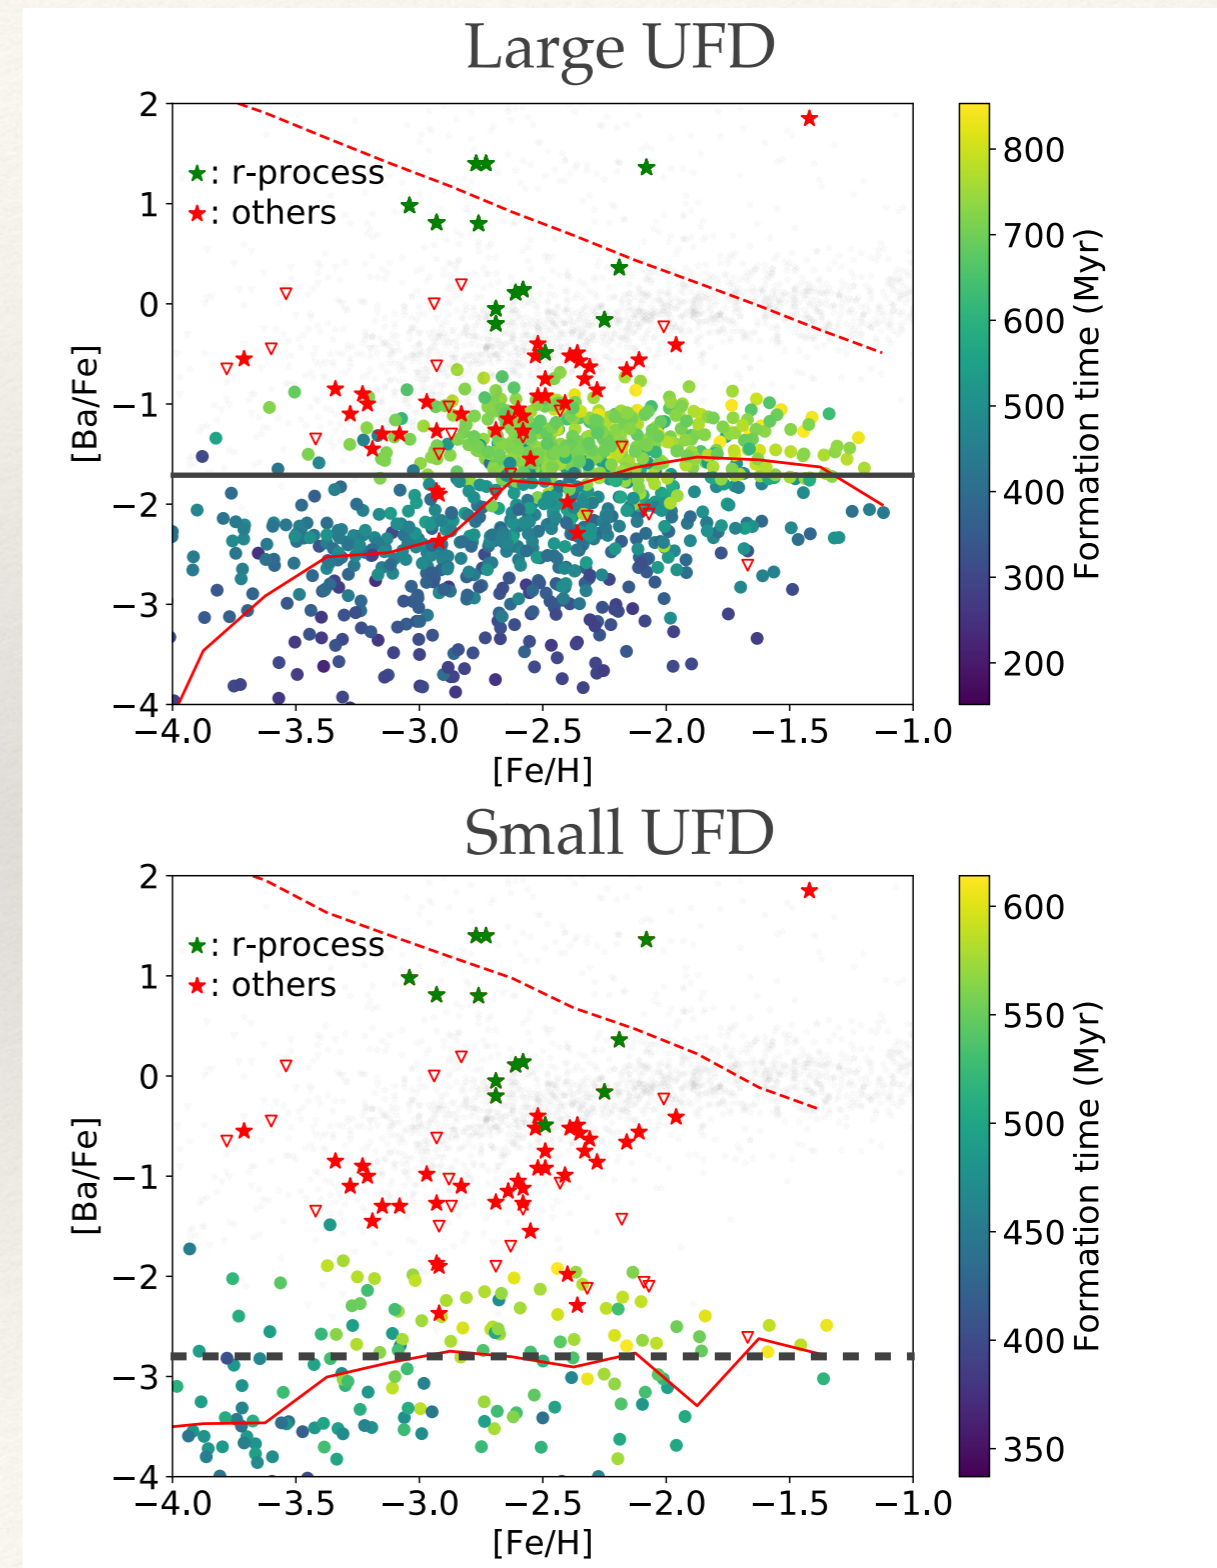 Large UFD
2
1
0
−1
−2
−3
−4
[Ba/Fe]
★: r-process
★: others
−4.0 −3.5 −3.0 −2.5 −2.0 −1.5 −1.0
[Fe/H]
800
700
600
500
400
300
200
Formation time (Myr)
Small UFD
2
1
0
−1
−2
−3
−4
[Ba/Fe]
★: r-process
★: others
−4.0 −3.5 −3.0 −2.5 −2.0 −1.5 −1.0
[Fe/H]
600
550
500
450
400
350
Formation time (Myr)